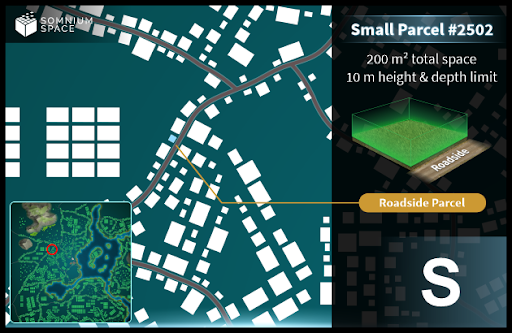 SOMNIUM
SPACE
Small Parcel #2502
200 m² total space
10 m height & depth limit
Roadside
Roadside Parcel
S